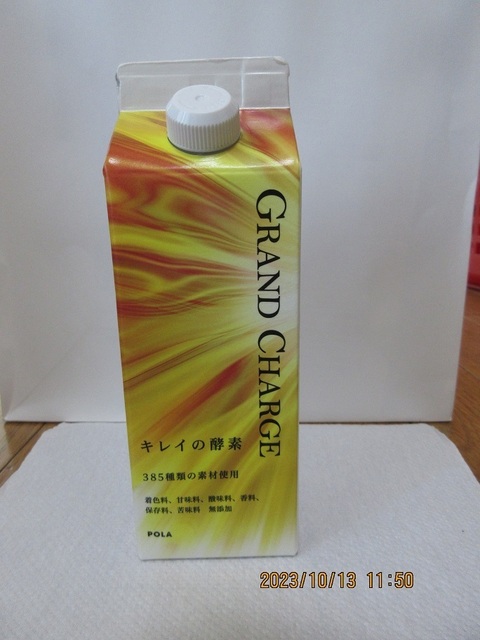 GRAND CHARGE
キレイの酵素
385種類の素材使用
着色料、甘味料、酸味料、香料、
保存料、苦味料 無添加
POLA
2023/10/13 11:50